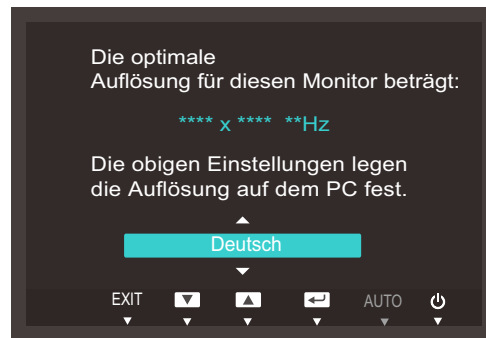 Die optimale
Auflösung für diesen Monitor beträgt:
**** x **** **Hz
Die obigen Einstellungen legen
die Auflösung auf dem PC fest.
Deutsch
EXIT AUTO